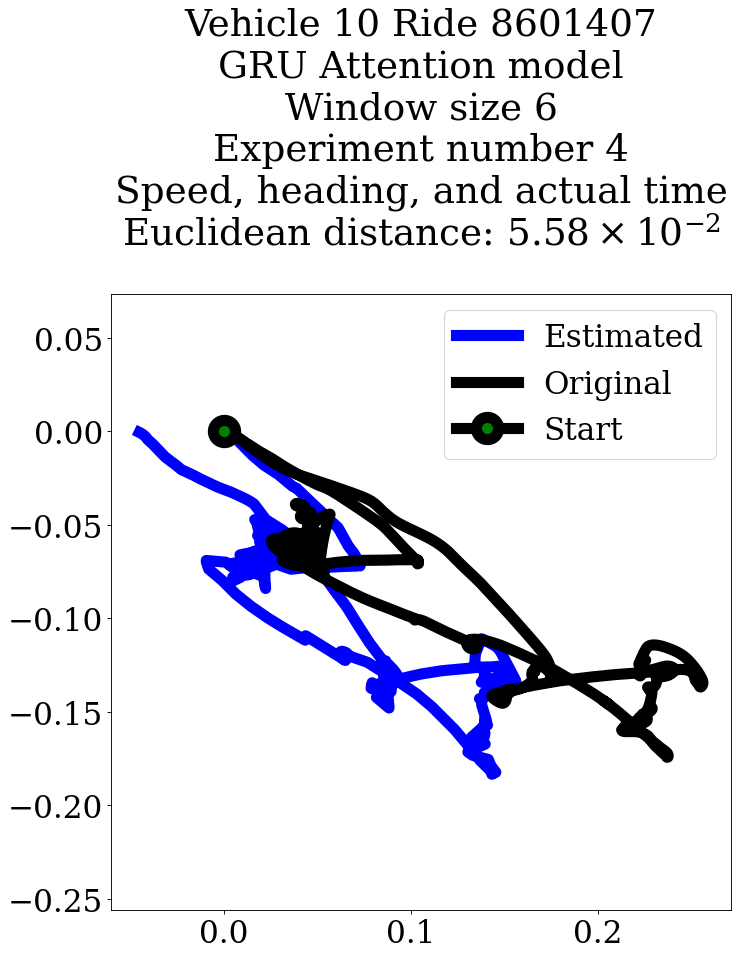 Vehicle 10 Ride 8601407
GRU Attention model
Window size 6
Experiment number 4
Speed, heading, and actual time
Euclidean distance: 5.58 × 10⁻²
Estimated
Original
Start
0.05
0.00
−0.05
−0.10
−0.15
−0.20
−0.25
0.0
0.1
0.2